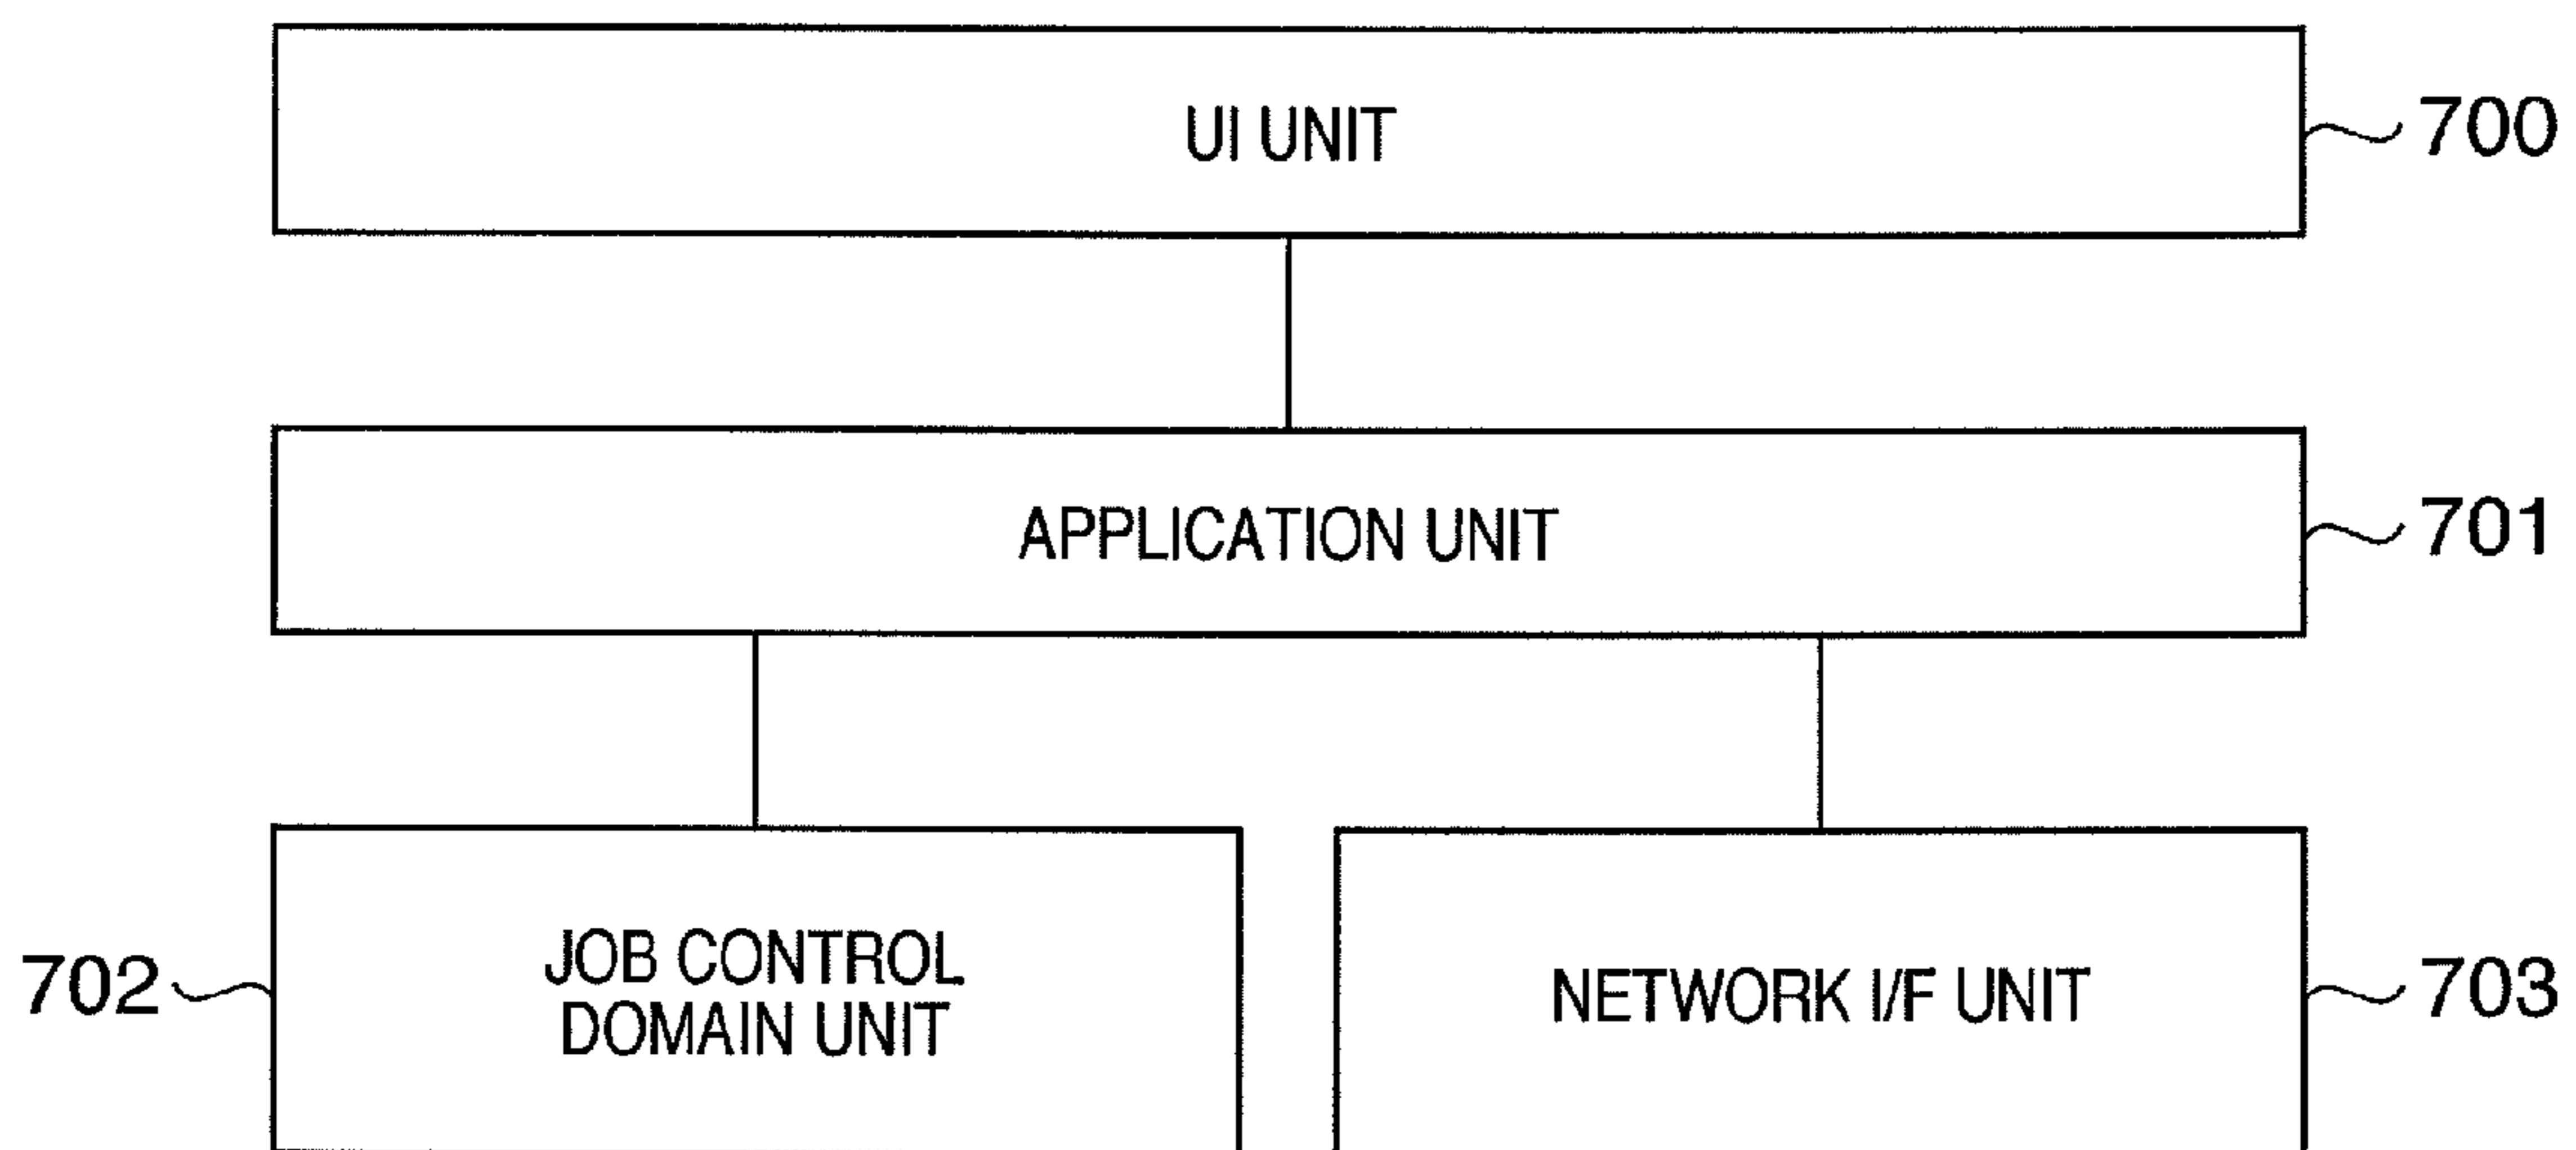 UI UNIT
700
APPLICATION UNIT
701
702
JOB CONTROL
DOMAIN UNIT
NETWORK I/F UNIT
703